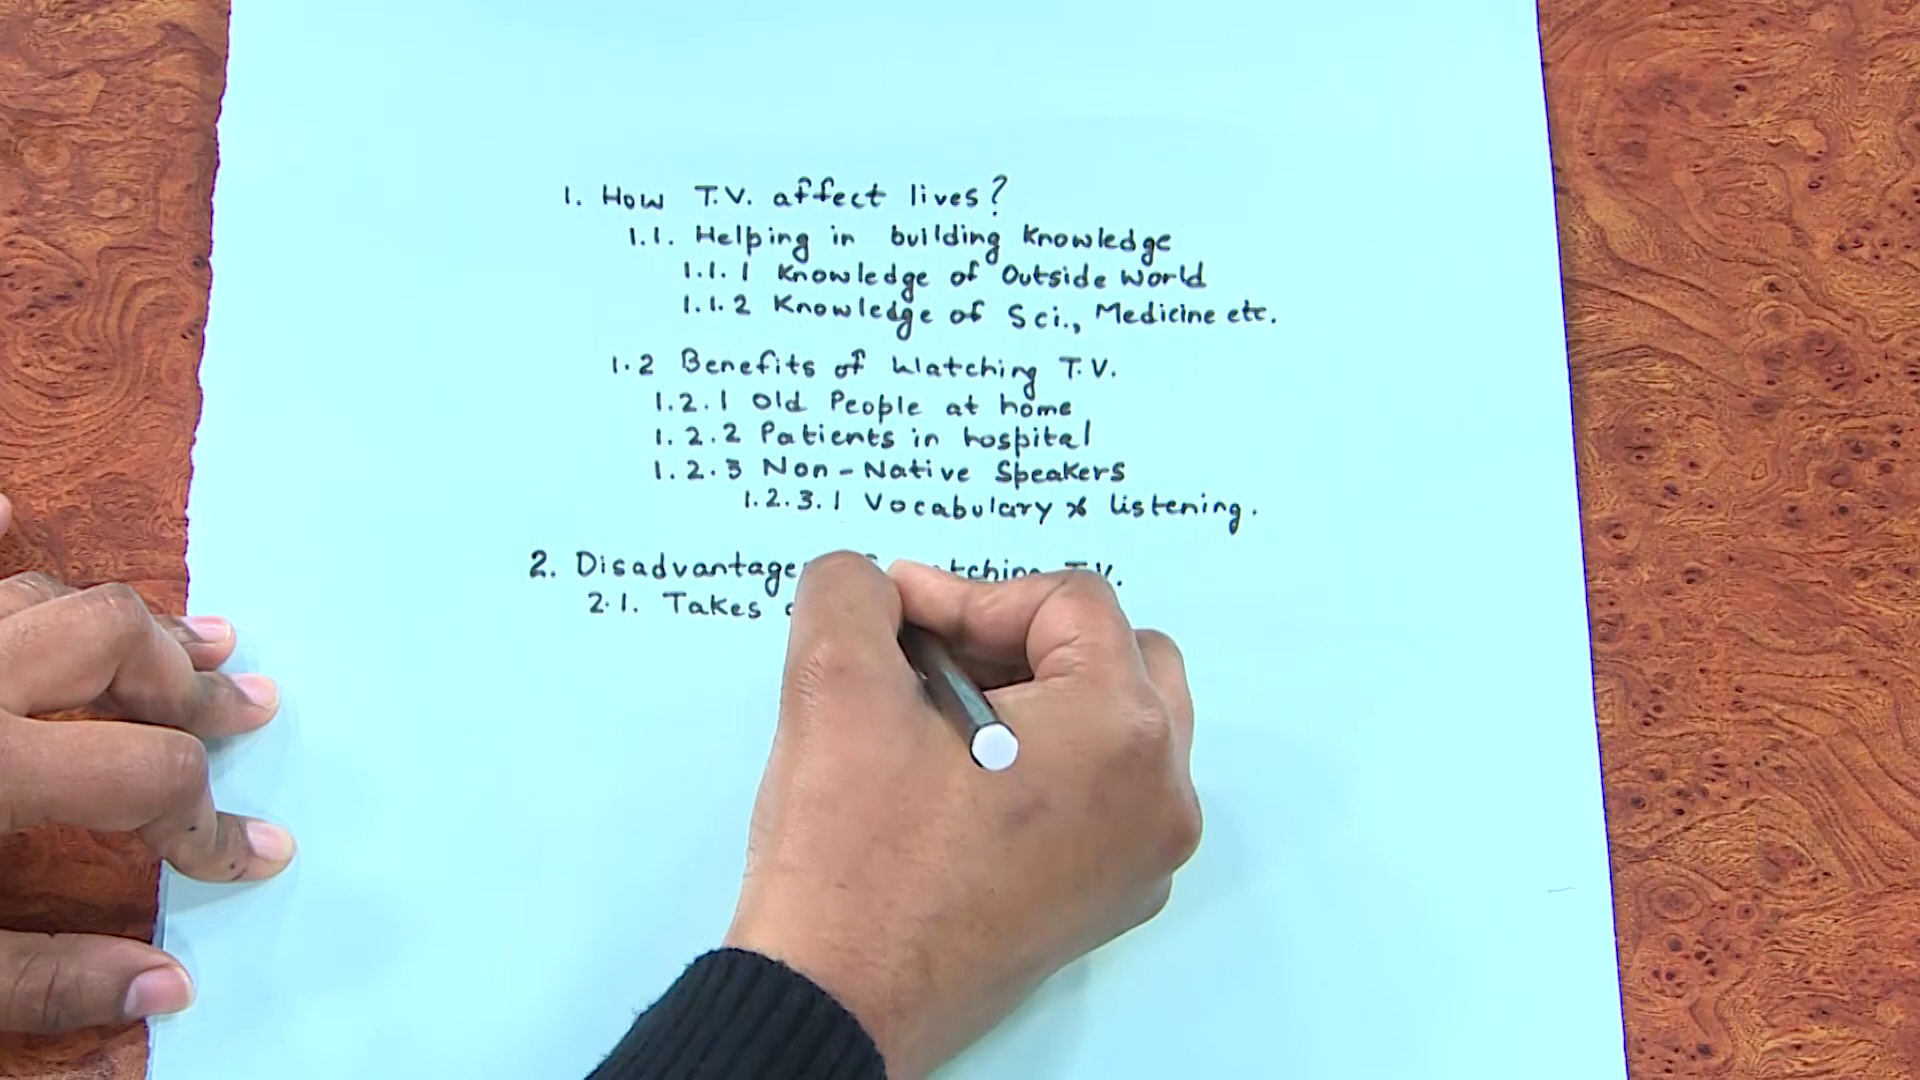 1. How T.V. affect lives?
1.1. Helping in building Knowledge
1.1.1 Knowledge of Outside World
1.1.2 Knowledge of Sci., Medicine etc.
1.2 Benefits of Watching T.V.
1.2.1 Old People at home
1.2.2 Patients in hospital
1.2.3 Non-Native Speakers
1.2.3.1 Vocabulary & listening.
2. T.V.
2.1. Takes